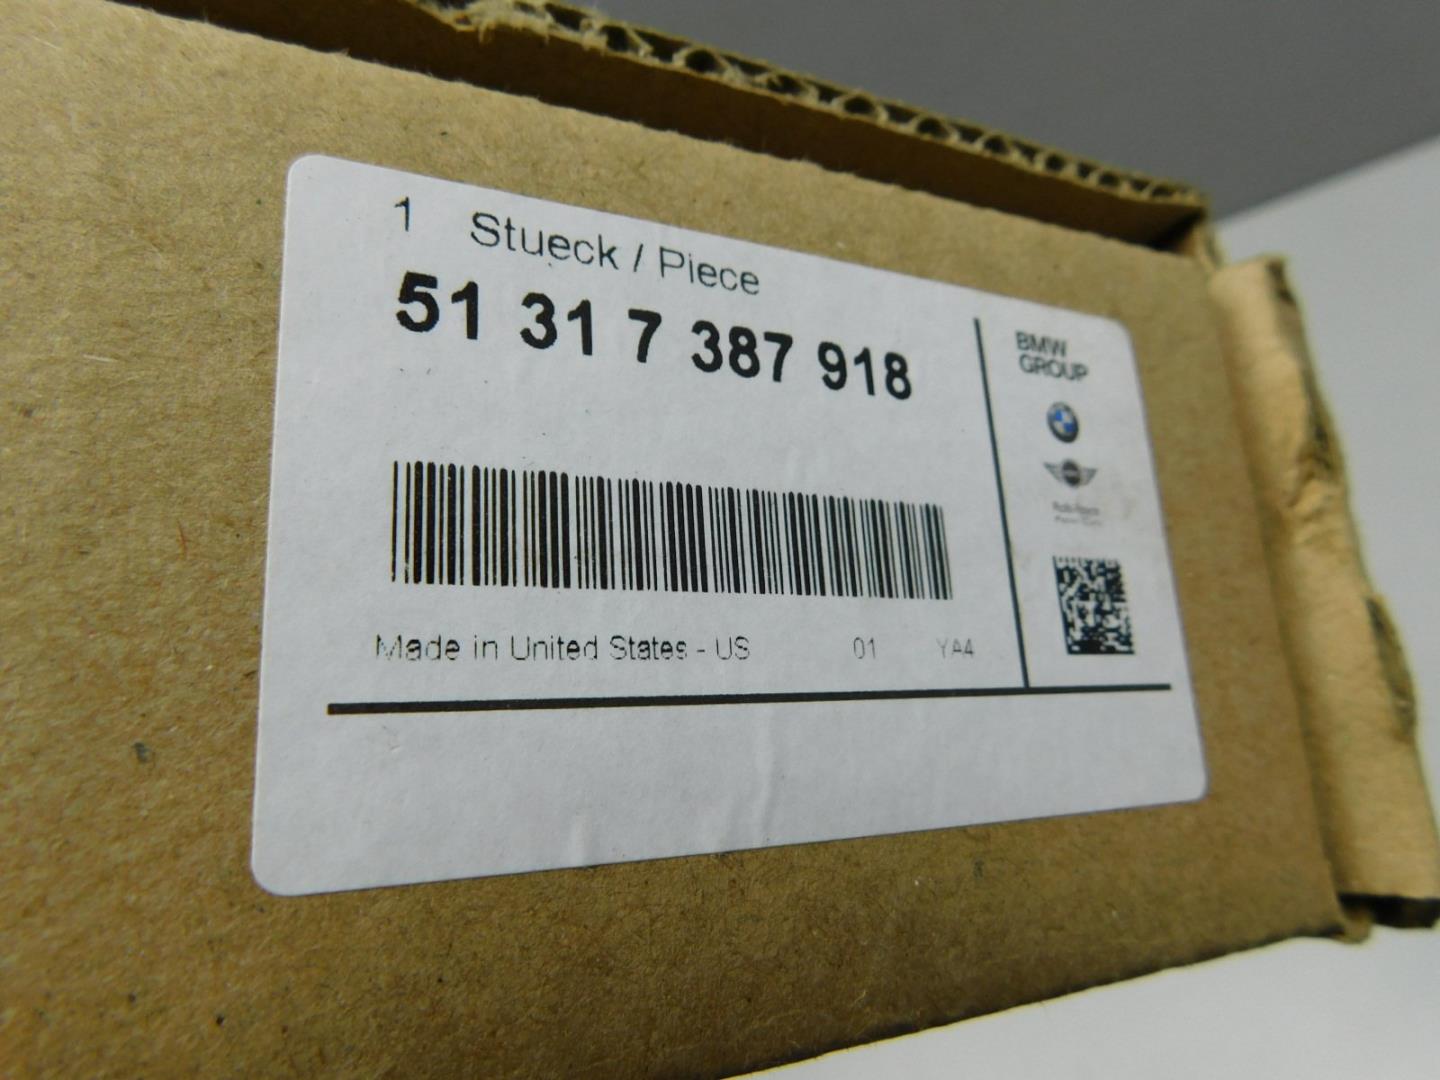 1 Stueck / Piece
51 31 7 387 918
BMW
GROUP
Made in United States - US 01 YA4